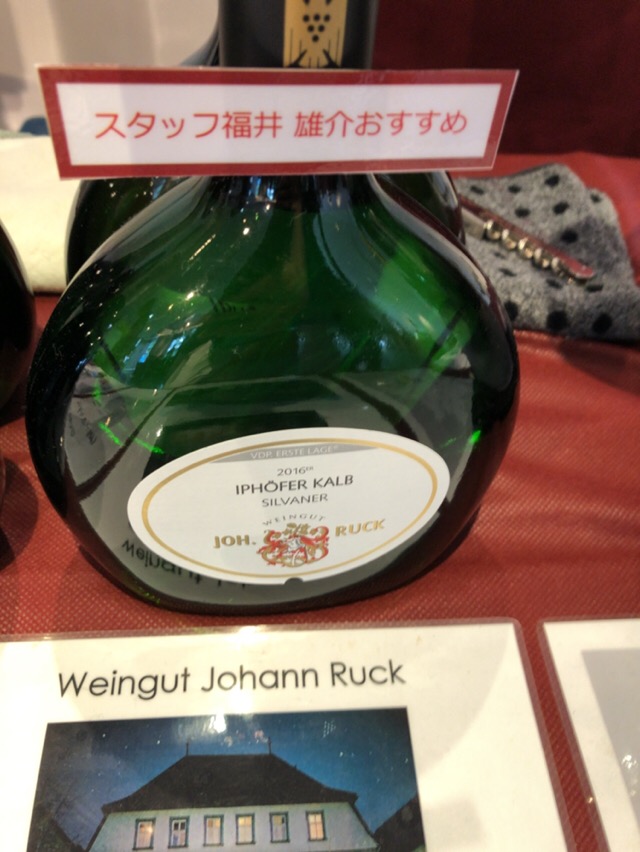 スタッフ福井 雄介おすすめ
VDP. ERSTE LAGE®
2016er
IPHÖFER KALB
SILVANER
WEINGUT
JOH. RUCK
Weingut Johann Ruck